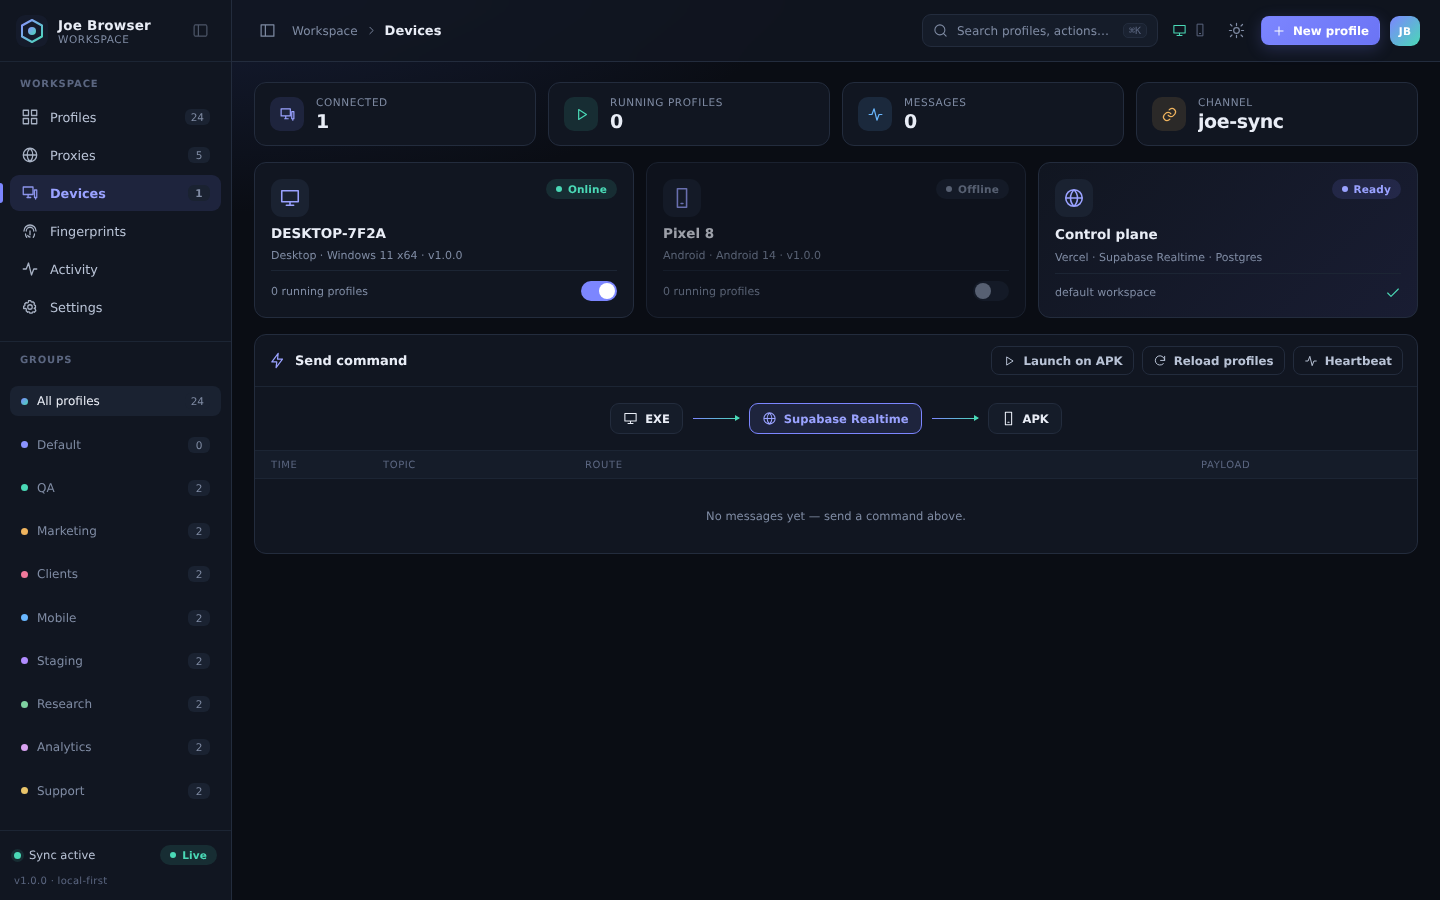 Joe Browser
WORKSPACE
WORKSPACE
Profiles 24
Proxies 5
Devices 1
Fingerprints
Activity
Settings
GROUPS
All profiles 24
Default 0
QA 2
Marketing 2
Clients 2
Mobile 2
Staging 2
Research 2
Analytics 2
Support 2
Sync active Live
v1.0.0 · local-first
Workspace Devices
Search profiles, actions... ⌘K
New profile
JB
CONNECTED
1
RUNNING PROFILES
0
MESSAGES
0
CHANNEL
joe-sync
Online
DESKTOP-7F2A
Desktop · Windows 11 x64 · v1.0.0
0 running profiles
Offline
Pixel 8
Android · Android 14 · v1.0.0
0 running profiles
Ready
Control plane
Vercel · Supabase Realtime · Postgres
default workspace
Send command
Launch on APK
Reload profiles
Heartbeat
EXE Supabase Realtime APK
TIME TOPIC ROUTE PAYLOAD
No messages yet — send a command above.